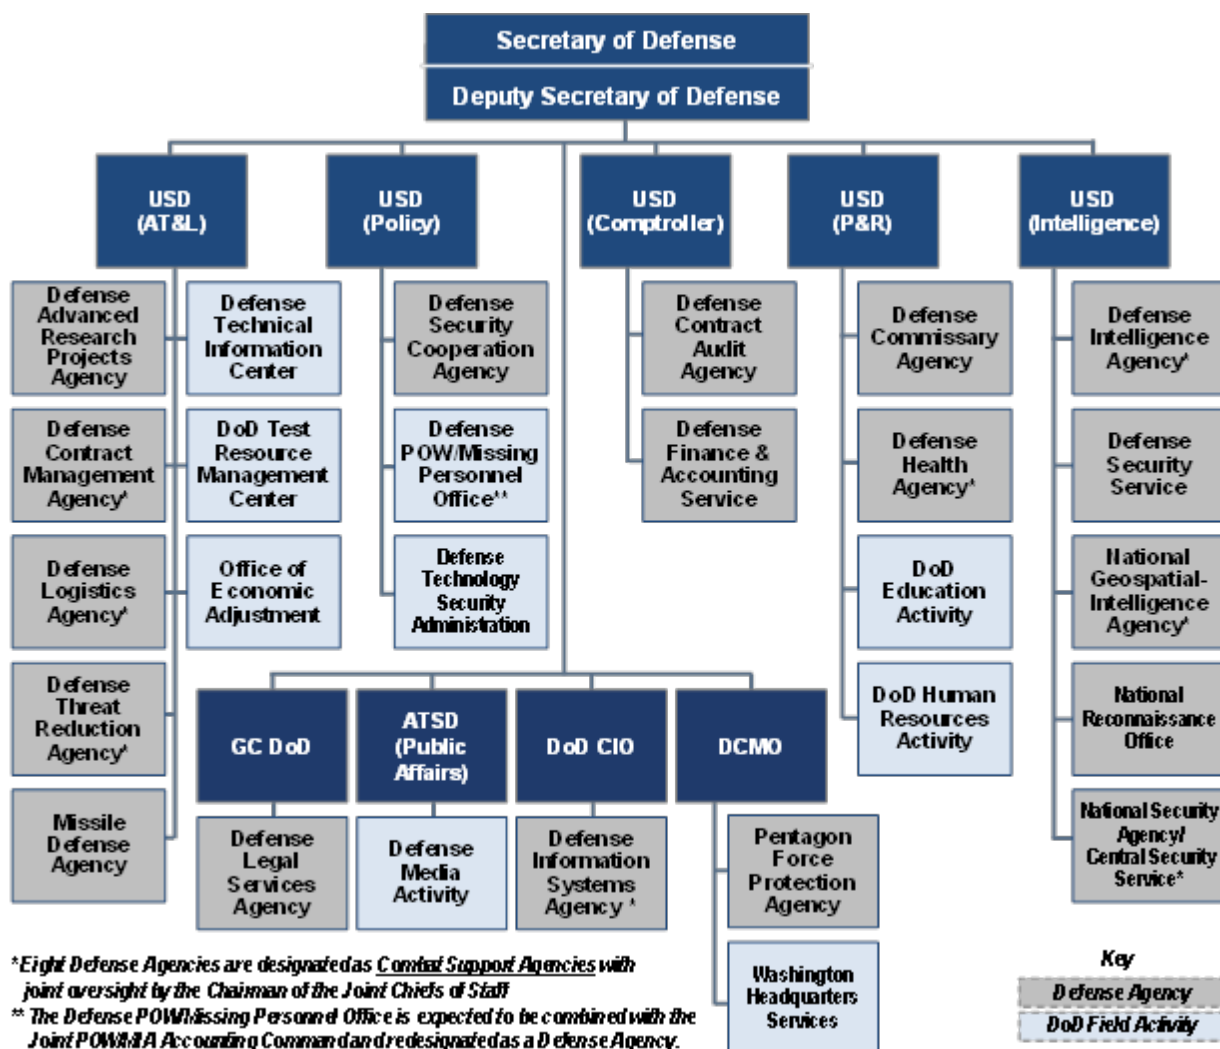 Secretary of Defense
Deputy Secretary of Defense
USD
(AT&L)
USD
(Policy)
USD
(Comptroller)
USD
(P&R)
USD
(Intelligence)
Defense
Advanced
Research
Projects
Agency
Defense
Technical
Information
Center
Defense
Security
Cooperation
Agency
Defense
Contract
Audit
Agency
Defense
Commissary
Agency
Defense
Intelligence
Agency*
Defense
Contract
Management
Agency*
DoD Test
Resource
Management
Center
Defense
POW/Missing
Personnel
Office**
Defense
Finance &
Accounting
Service
Defense
Health
Agency*
Defense
Security
Service
Defense
Logistics
Agency*
Office of
Economic
Adjustment
Defense
Technology
Security
Administration
DoD
Education
Activity
National
Geospatial-
Intelligence
Agency*
Defense
Threat
Reduction
Agency*
GC DoD
ATSD
(Public
Affairs)
DoD CIO
DCMO
DoD Human
Resources
Activity
National
Reconnaissance
Office
Missile
Defense
Agency
Defense
Legal
Services
Agency
Defense
Media
Activity
Defense
Information
Systems
Agency *
Pentagon
Force
Protection
Agency
National Security
Agency/
Central Security
Service*
Washington
Headquarters
Services
*Eight Defense Agencies are designated as Combat Support Agencies with
joint oversight by the Chairman of the Joint Chiefs of Staff
** The Defense POW/Missing Personnel Office is expected to be combined with the
Joint POW/MIA Accounting Command and redesignated as a Defense Agency.
Key
Defense Agency
DoD Field Activity